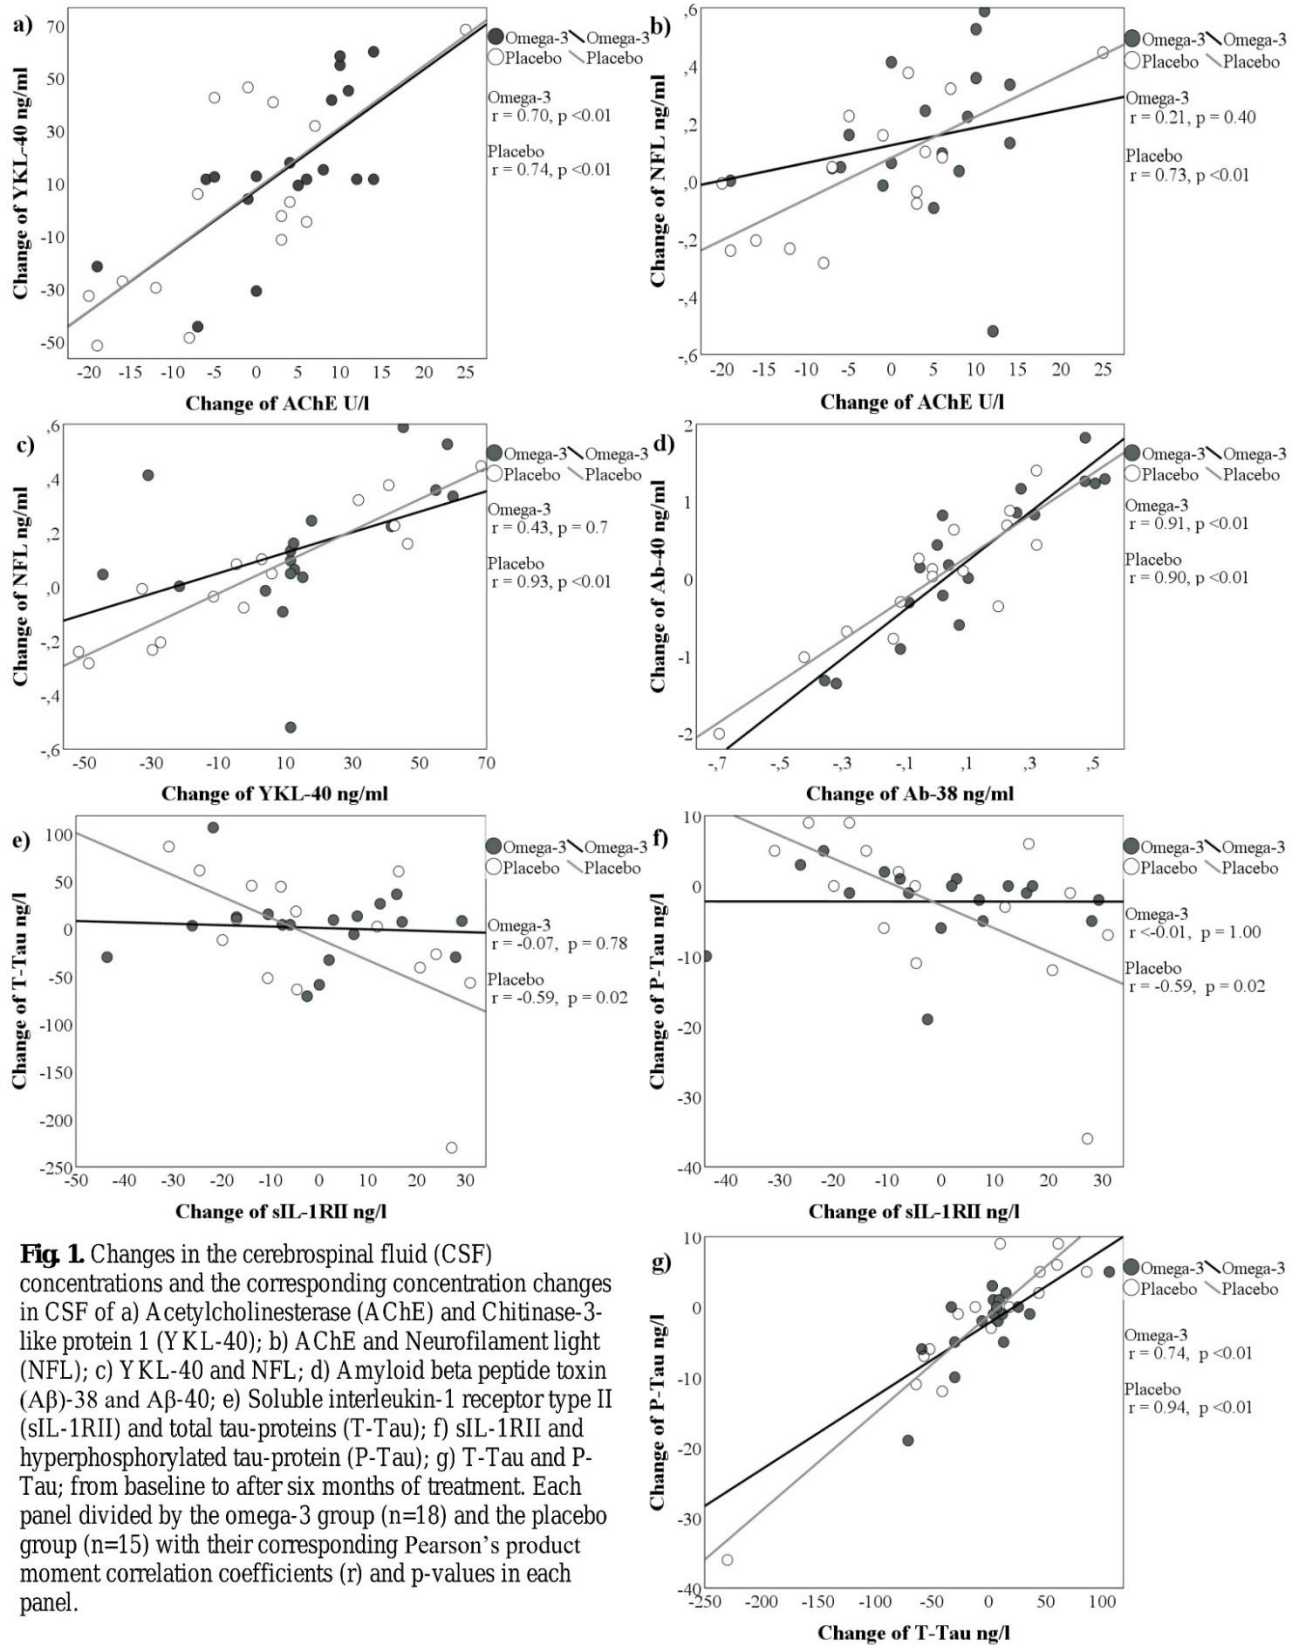 a)
70
50
30
10
-10
-30
-50
Change of YKL-40 ng/ml
-20 -15 -10 -5 0 5 10 15 20 25
Change of AChE U/l
Omega-3 Omega-3
Placebo Placebo
Omega-3
r = 0.70, p <0.01
Placebo
r = 0.74, p <0.01
b)
,6
,4
,2
,0
-,2
-,4
-,6
Change of NFL ng/ml
-20 -15 -10 -5 0 5 10 15 20 25
Change of AChE U/l
Omega-3 Omega-3
Placebo Placebo
Omega-3
r = 0.21, p = 0.40
Placebo
r = 0.73, p <0.01
c)
,6
,4
,2
,0
-,2
-,4
-,6
Change of NFL ng/ml
-50 -30 -10 10 30 50 70
Change of YKL-40 ng/ml
Omega-3 Omega-3
Placebo Placebo
Omega-3
r = 0.43, p = 0.7
Placebo
r = 0.93, p <0.01
d)
2
1
0
-1
-2
Change of Ab-40 ng/ml
-,7 -,5 -,3 -,1 ,1 ,3 ,5
Change of Ab-38 ng/ml
Omega-3 Omega-3
Placebo Placebo
Omega-3
r = 0.91, p <0.01
Placebo
r = 0.90, p <0.01
e)
100
50
0
-50
-100
-150
-200
-250
Change of T-Tau ng/l
-50 -40 -30 -20 -10 0 10 20 30
Change of sIL-1RII ng/l
Omega-3 Omega-3
Placebo Placebo
Omega-3
r = -0.07, p = 0.78
Placebo
r = -0.59, p = 0.02
f)
10
0
-10
-20
-30
-40
Change of P-Tau ng/l
-40 -30 -20 -10 0 10 20 30
Change of sIL-1RII ng/l
Omega-3 Omega-3
Placebo Placebo
Omega-3
r <-0.01, p = 1.00
Placebo
r = -0.59, p = 0.02
g)
10
0
-10
-20
-30
-40
Change of P-Tau ng/l
-250 -200 -150 -100 -50 0 50 100
Change of T-Tau ng/l
Omega-3 Omega-3
Placebo Placebo
Omega-3
r = 0.74, p <0.01
Placebo
r = 0.94, p <0.01
Fig. 1. Changes in the cerebrospinal fluid (CSF)
concentrations and the corresponding concentration changes
in CSF of a) Acetylcholinesterase (AChE) and Chitinase-3-
like protein 1 (YKL-40); b) AChE and Neurofilament light
(NFL); c) YKL-40 and NFL; d) Amyloid beta peptide toxin
(Aβ)-38 and Aβ-40; e) Soluble interleukin-1 receptor type II
(sIL-1RII) and total tau-proteins (T-Tau); f) sIL-1RII and
hyperphosphorylated tau-protein (P-Tau); g) T-Tau and P-
Tau; from baseline to after six months of treatment. Each
panel divided by the omega-3 group (n=18) and the placebo
group (n=15) with their corresponding Pearson’s product
moment correlation coefficients (r) and p-values in each
panel.